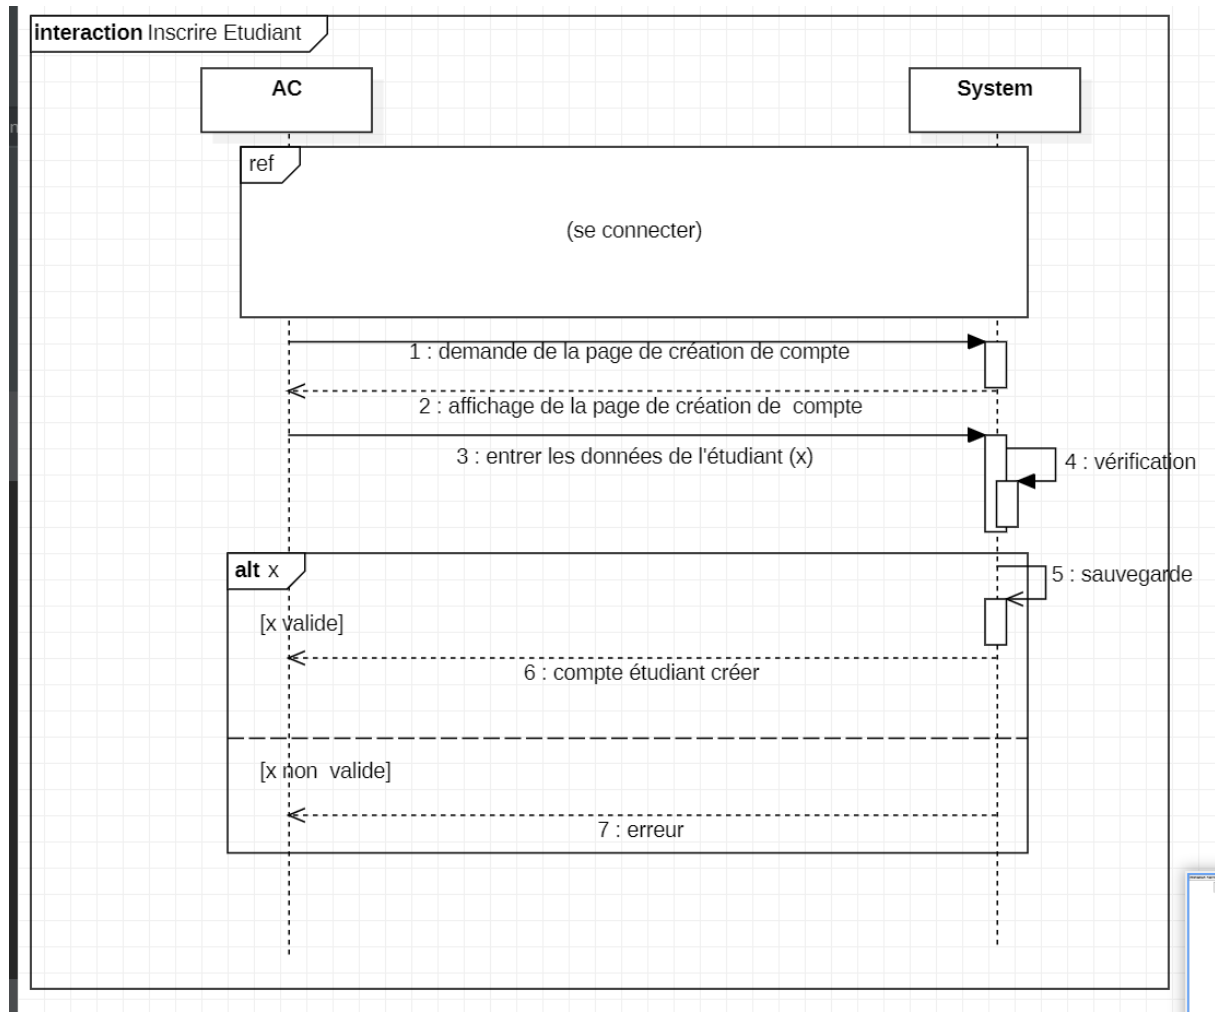 interaction Inscrire Etudiant
AC
System
ref
(se connecter)
1 : demande de la page de création de compte
2 : affichage de la page de création de  compte
3 : entrer les données de l'étudiant (x)
4 : vérification
alt x
5 : sauvegarde
[x valide]
6 : compte étudiant créer
[x non  valide]
7 : erreur